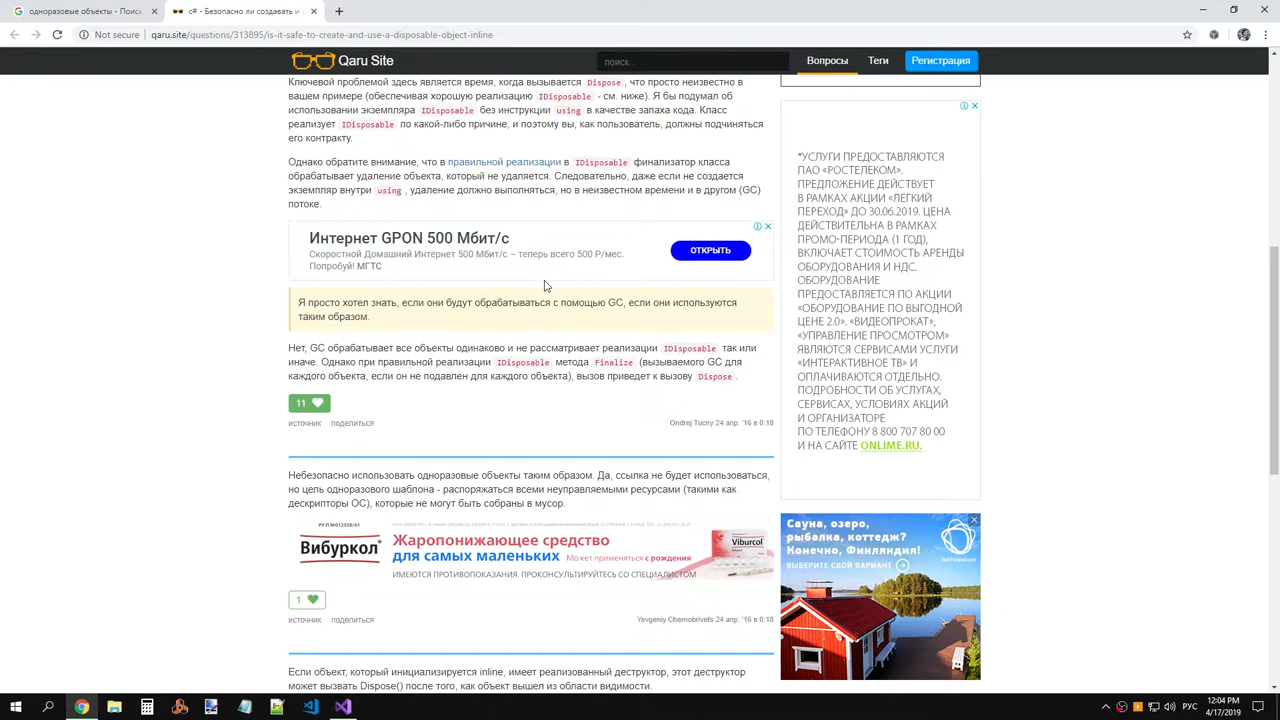 одноразовые объекты - Поиск
c# - Безопасно ли создавать и
Not secure
qaru.site/questions/313895/is-it-safe-to-create-and-use-a-disposable-object-inline
Qaru Site
поиск...
Вопросы
Теги
Регистрация
Ключевой проблемой здесь является время, когда вызывается Dispose , что просто неизвестно в
вашем примере (обеспечивая хорошую реализацию IDisposable - см. ниже). Я бы подумал об
использовании экземпляра IDisposable без инструкции using в качестве запаха кода. Класс
реализует IDisposable по какой-либо причине, и поэтому вы, как пользователь, должны подчиняться
его контракту.
Однако обратите внимание, что в правильной реализации в IDisposable финализатор класса
обрабатывает удаление объекта, который не удаляется. Следовательно, даже если не создается
экземпляр внутри using , удаление должно выполняться, но в неизвестном времени и в другом (GC)
потоке.
Интернет GPON 500 Мбит/с
Скоростной Домашний Интернет 500 Мбит/с – теперь всего 500 Р/мес.
Попробуй! МГТС
ОТКРЫТЬ
Я просто хотел знать, если они будут обрабатываться с помощью GC, если они используются
таким образом.
Нет, GC обрабатывает все объекты одинаково и не рассматривает реализации IDisposable так или
иначе. Однако при правильной реализации IDisposable метода Finalize (вызываемого GC для
каждого объекта, если он не подавлен для каждого объекта), вызов приведет к вызову Dispose .
11
источник поделиться
Ondrej Tucny 24 апр. '16 в 0:18
Небезопасно использовать одноразовые объекты таким образом. Да, ссылка не будет использоваться,
но цель одноразового шаблона - распоряжаться всеми неуправляемыми ресурсами (такими как
дескрипторы ОС), которые не могут быть собраны в мусор.
Вибуркол®
Жаропонижающее средство
для самых маленьких Может применяться с рождения
ИМЕЮТСЯ ПРОТИВОПОКАЗАНИЯ. ПРОКОНСУЛЬТИРУЙТЕСЬ СО СПЕЦИАЛИСТОМ
Viburcol
1
источник поделиться
Yevgeniy.Chernobrivets 24 апр. '16 в 0:18
Если объект, который инициализируется inline, имеет реализованный деструктор, этот деструктор
может вызвать Dispose() после того, как объект вышел из области видимости.
*УСЛУГИ ПРЕДОСТАВЛЯЮТСЯ
ПАО «РОСТЕЛЕКОМ».
ПРЕДЛОЖЕНИЕ ДЕЙСТВУЕТ
В РАМКАХ АКЦИИ «ЛЕГКИЙ
ПЕРЕХОД» ДО 30.06.2019. ЦЕНА
ДЕЙСТВИТЕЛЬНА В РАМКАХ
ПРОМО-ПЕРИОДА (1 ГОД),
ВКЛЮЧАЕТ СТОИМОСТЬ АРЕНДЫ
ОБОРУДОВАНИЯ И НДС.
ОБОРУДОВАНИЕ
ПРЕДОСТАВЛЯЕТСЯ ПО АКЦИИ
«ОБОРУДОВАНИЕ ПО ВЫГОДНОЙ
ЦЕНЕ 2.0». «ВИДЕОПРОКАТ»,
«УПРАВЛЕНИЕ ПРОСМОТРОМ»
ЯВЛЯЮТСЯ СЕРВИСАМИ УСЛУГИ
«ИНТЕРАКТИВНОЕ ТВ» И
ОПЛАЧИВАЮТСЯ ОТДЕЛЬНО.
ПОДРОБНОСТИ ОБ УСЛУГАХ,
СЕРВИСАХ, УСЛОВИЯХ АКЦИЙ
И ОРГАНИЗАТОРЕ
ПО ТЕЛЕФОНУ 8 800 707 80 00
И НА САЙТЕ ONLIME.RU.
Сауна, озеро,
рыбалка, коттедж?
Конечно, Финляндия!
ВЫБЕРИТЕ СВОЙ ВАРИАНТ
РУС
12:04 PM
4/17/2019